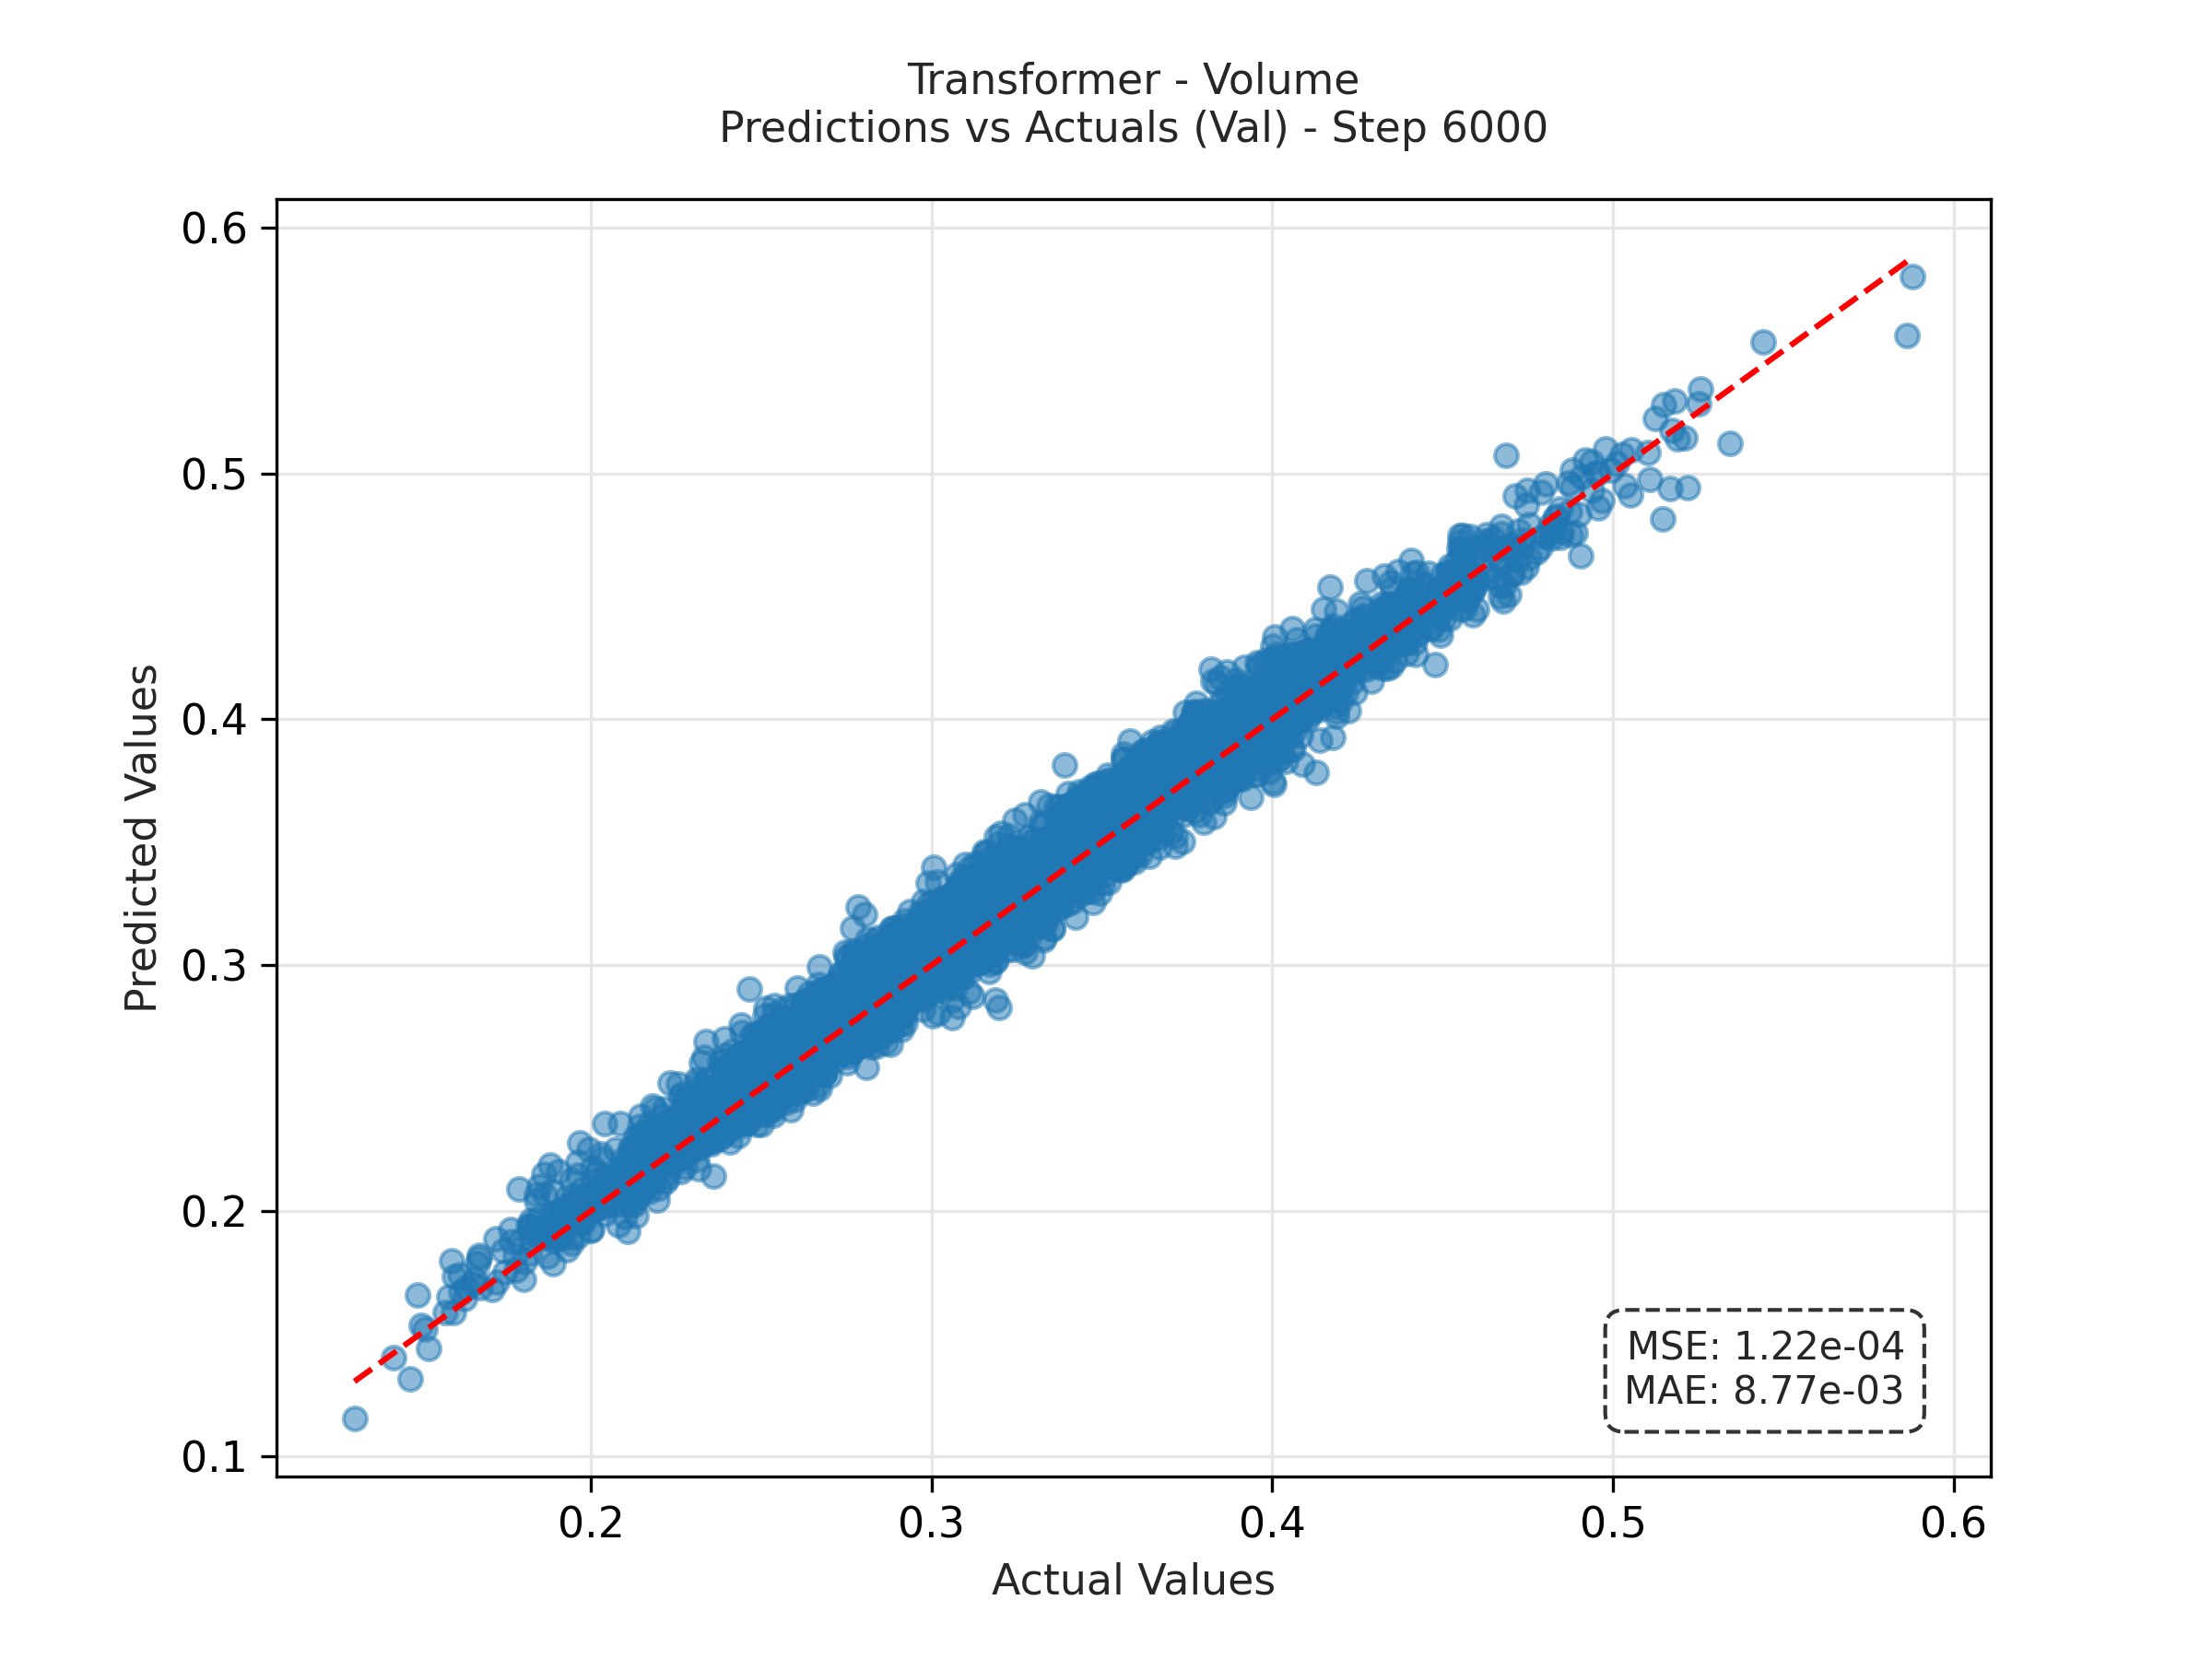 Transformer - Volume
Predictions vs Actuals (Val) - Step 6000
0.6
0.5
0.4
0.3
0.2
0.1
Predicted Values
MSE: 1.22e-04
MAE: 8.77e-03
0.2
0.3
0.4
0.5
0.6
Actual Values